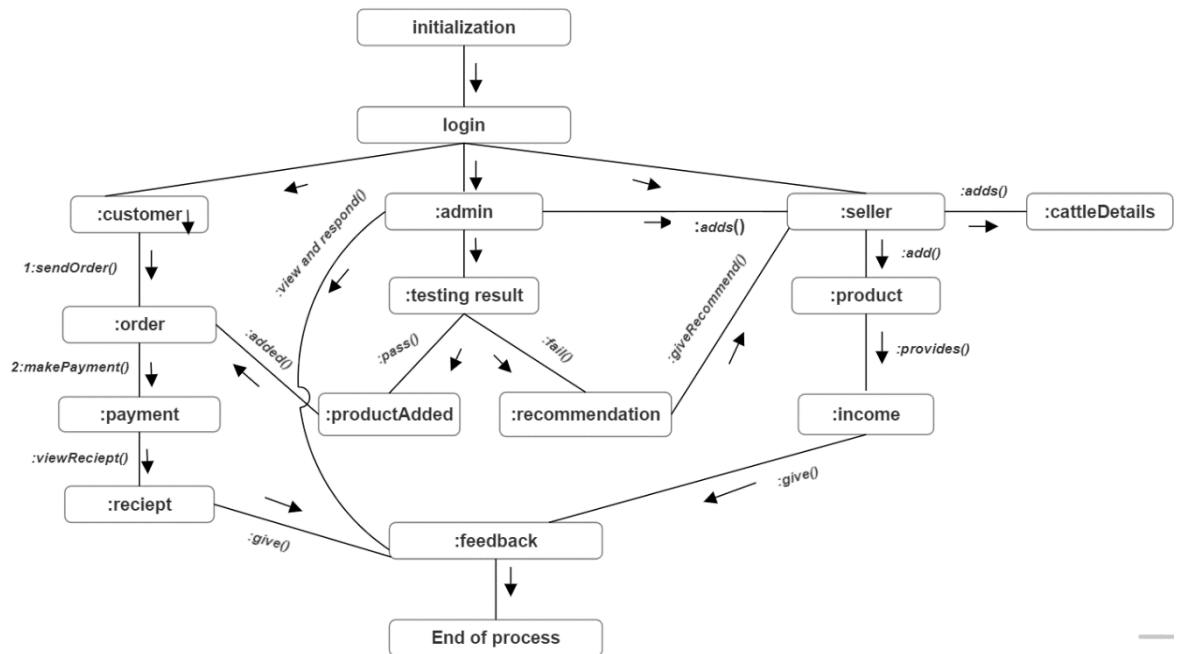 initialization
login
:customer
:view and respond()
:admin
:adds()
:seller
:adds()
:cattleDetails
1:sendOrder()
:testing result
:giveRecommend()
:add()
:product
:order
:added()
:pass()
:fail()
2:makePayment()
:provides()
:payment
:productAdded
:recommendation
:income
:viewReciept()
:reciept
:give()
:give()
:feedback
End of process